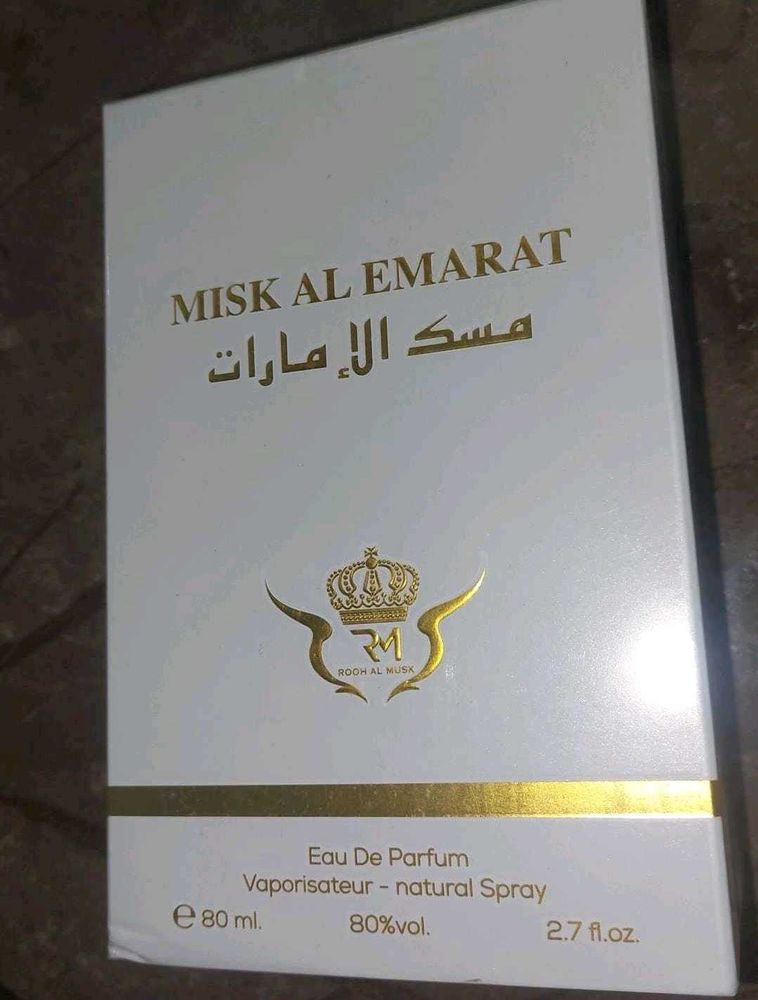 MISK AL EMARAT
مسك الإمارات
RM
ROOH AL MUSK
Eau De Parfum
Vaporisateur - natural Spray
℮ 80 ml. 80%vol. 2.7 fl.oz.